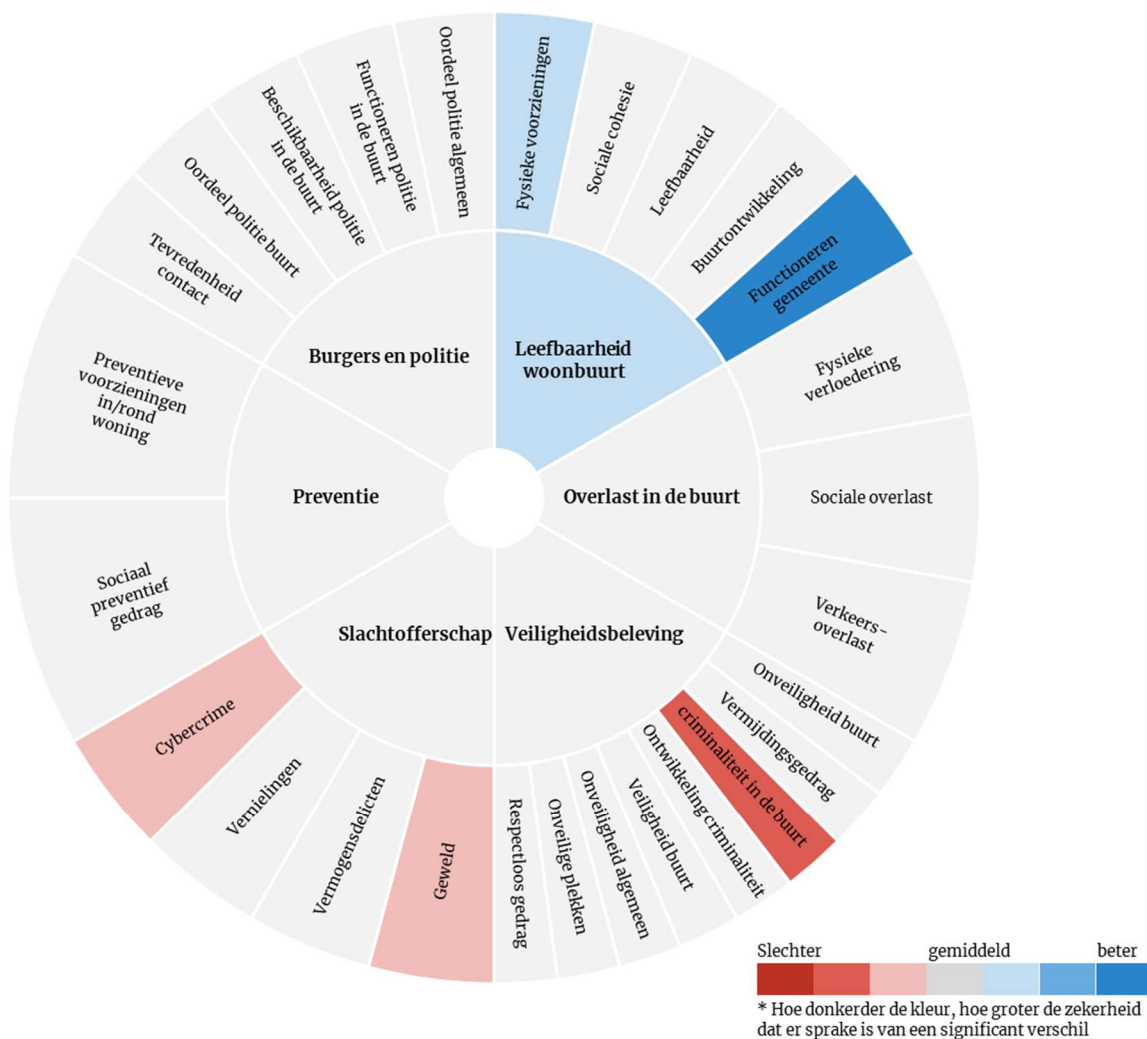 Fysieke voorzieningen
Sociale cohesie
Leefbaarheid
Buurtontwikkeling
Functioneren
gemeente
Fysieke
verloedering
Sociale overlast
Verkeers-
overlast
Onveiligheid buurt
Vermijdingsgedrag
criminaliteit in de buurt
Ontwikkeling criminaliteit
Veiligheid buurt
Onveiligheid algemeen
Onveilige plekken
Respectloos gedrag
Geweld
Vermogensdelicten
Vernielingen
Cybercrime
Sociaal
preventief
gedrag
Preventieve
voorzieningen
in/rond
woning
Tevredenheid
contact
Oordeel politie buurt
Beschikbaarheid politie
in de buurt
Functioneren politie
in de buurt
Oordeel politie algemeen
Burgers en politie
Leefbaarheid
woonbuurt
Preventie
Overlast in de buurt
Slachtofferschap
Veiligheidsbeleving
Slechter gemiddeld beter
* Hoe donkerder de kleur, hoe groter de zekerheid
dat er sprake is van een significant verschil